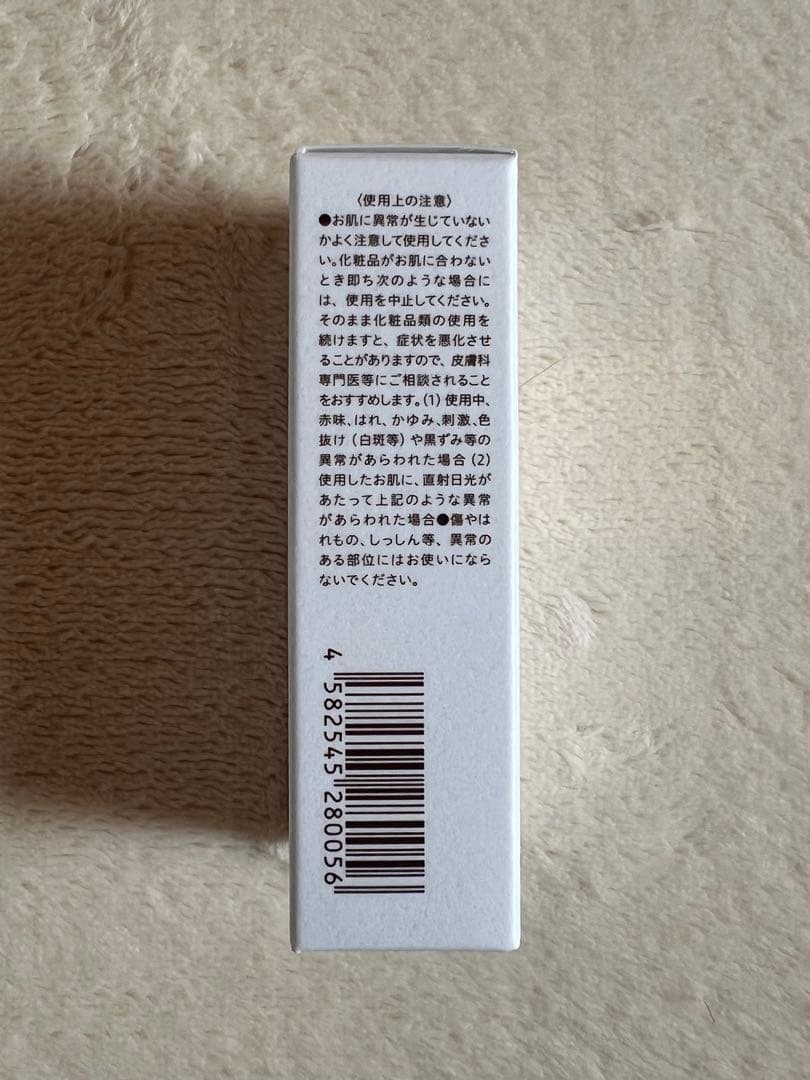 〈使用上の注意〉
●お肌に異常が生じていない
かよく注意して使用してくださ
い。化粧品がお肌に合わない
とき即ち次のような場合に
は、使用を中止してください。
そのまま化粧品類の使用を
続けますと、症状を悪化させ
ることがありますので、皮膚科
専門医等にご相談されること
をおすすめします。(1)使用中、
赤味、はれ、かゆみ、刺激、色
抜け(白斑等)や黒ずみ等の
異常があらわれた場合(2)
使用したお肌に、直射日光が
あたって上記のような異常
があらわれた場合●傷やは
れもの、しっしん等、異常の
ある部位にはお使いになら
ないでください。
4 582545 280056